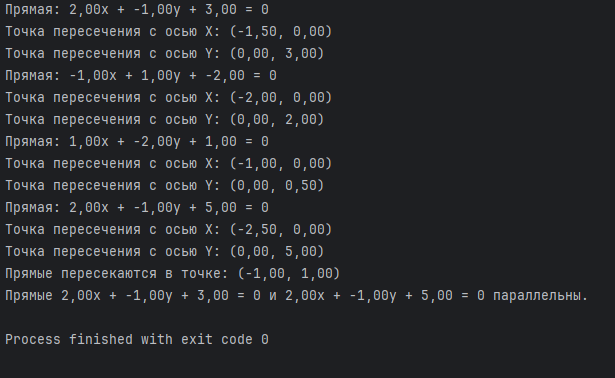 Прямая: 2,00x + -1,00y + 3,00 = 0
Точка пересечения с осью X: (-1,50, 0,00)
Точка пересечения с осью Y: (0,00, 3,00)
Прямая: -1,00x + 1,00y + -2,00 = 0
Точка пересечения с осью X: (-2,00, 0,00)
Точка пересечения с осью Y: (0,00, 2,00)
Прямая: 1,00x + -2,00y + 1,00 = 0
Точка пересечения с осью X: (-1,00, 0,00)
Точка пересечения с осью Y: (0,00, 0,50)
Прямая: 2,00x + -1,00y + 5,00 = 0
Точка пересечения с осью X: (-2,50, 0,00)
Точка пересечения с осью Y: (0,00, 5,00)
Прямые пересекаются в точке: (-1,00, 1,00)
Прямые 2,00x + -1,00y + 3,00 = 0 и 2,00x + -1,00y + 5,00 = 0 параллельны.
Process finished with exit code 0